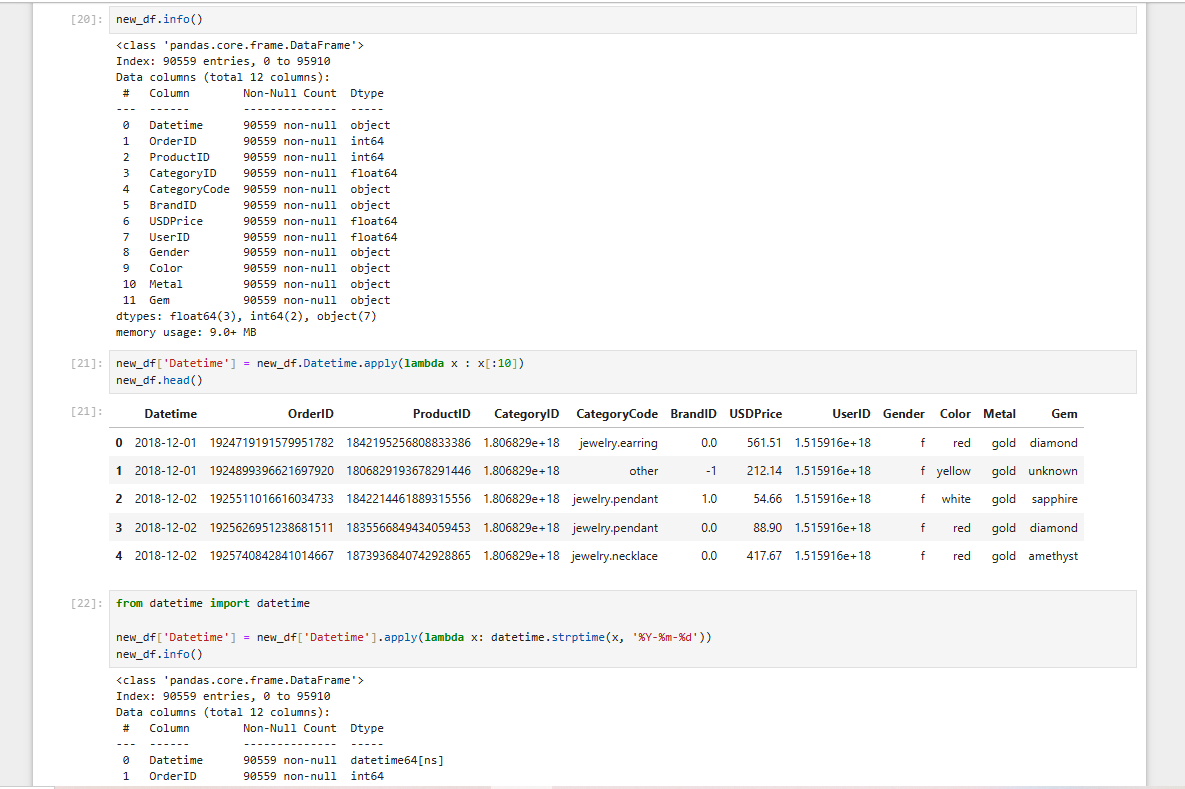 [20]: new_df.info()
<class 'pandas.core.frame.DataFrame'>
Index: 90559 entries, 0 to 95910
Data columns (total 12 columns):
 #   Column        Non-Null Count  Dtype
---  ------        --------------  -----
 0   Datetime      90559 non-null  object
 1   OrderID       90559 non-null  int64
 2   ProductID     90559 non-null  int64
 3   CategoryID    90559 non-null  float64
 4   CategoryCode  90559 non-null  object
 5   BrandID       90559 non-null  object
 6   USDPrice      90559 non-null  float64
 7   UserID        90559 non-null  float64
 8   Gender        90559 non-null  object
 9   Color         90559 non-null  object
 10  Metal         90559 non-null  object
 11  Gem           90559 non-null  object
dtypes: float64(3), int64(2), object(7)
memory usage: 9.0+ MB
[21]: new_df['Datetime'] = new_df.Datetime.apply(lambda x : x[:10])
new_df.head()
[21]: Datetime OrderID ProductID CategoryID CategoryCode BrandID USDPrice UserID Gender Color Metal Gem
0 2018-12-01 1924719191579951782 1842195256808833386 1.806829e+18 jewelry.earring 0.0 561.51 1.515916e+18 f red gold diamond
1 2018-12-01 1924899396621697920 1806829193678291446 1.806829e+18 other -1 212.14 1.515916e+18 f yellow gold unknown
2 2018-12-02 1925511016616034733 1842214461889315556 1.806829e+18 jewelry.pendant 1.0 54.66 1.515916e+18 f white gold sapphire
3 2018-12-02 1925626951238681511 1835566849434059453 1.806829e+18 jewelry.pendant 0.0 88.90 1.515916e+18 f red gold diamond
4 2018-12-02 1925740842841014667 1873936840742928865 1.806829e+18 jewelry.necklace 0.0 417.67 1.515916e+18 f red gold amethyst
[22]: from datetime import datetime
new_df['Datetime'] = new_df['Datetime'].apply(lambda x: datetime.strptime(x, '%Y-%m-%d'))
new_df.info()
<class 'pandas.core.frame.DataFrame'>
Index: 90559 entries, 0 to 95910
Data columns (total 12 columns):
 #   Column        Non-Null Count  Dtype
---  ------        --------------  -----
 0   Datetime      90559 non-null  datetime64[ns]
 1   OrderID       90559 non-null  int64